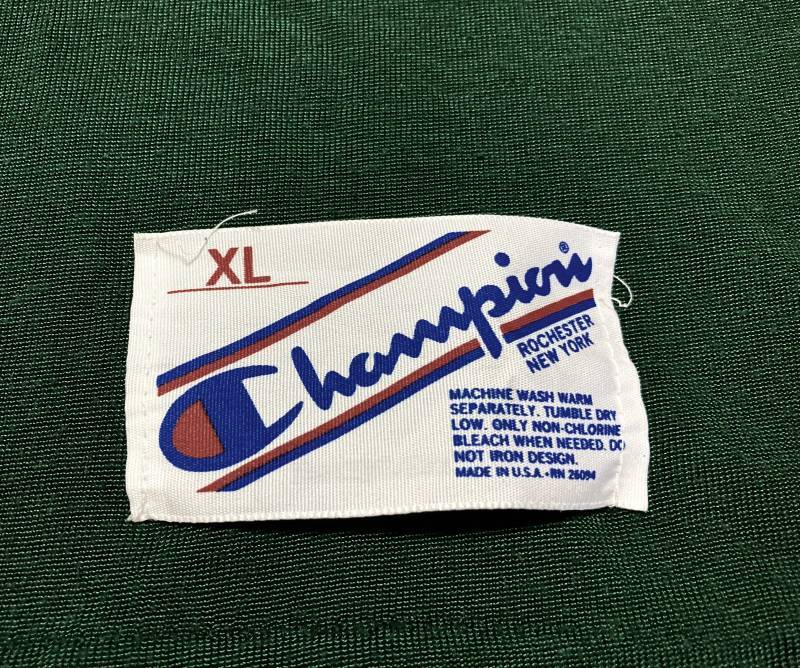 XL
Champion®
ROCHESTER
NEW YORK
MACHINE WASH WARM
SEPARATELY. TUMBLE DRY
LOW. ONLY NON-CHLORINE
BLEACH WHEN NEEDED. DO
NOT IRON DESIGN.
MADE IN U.S.A. • RN 26094